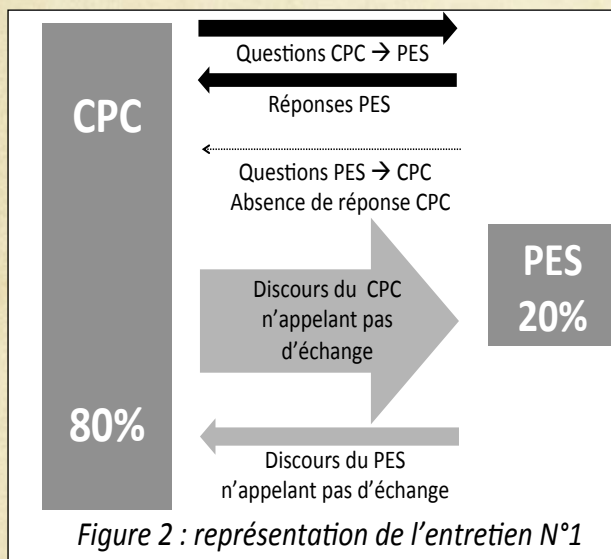 CPC
80%
Questions CPC → PES
Réponses PES
Questions PES → CPC
Absence de réponse CPC
Discours du CPC
n’appelant pas
d’échange
Discours du PES
n’appelant pas d’échange
PES
20%
Figure 2 : représentation de l’entretien N°1